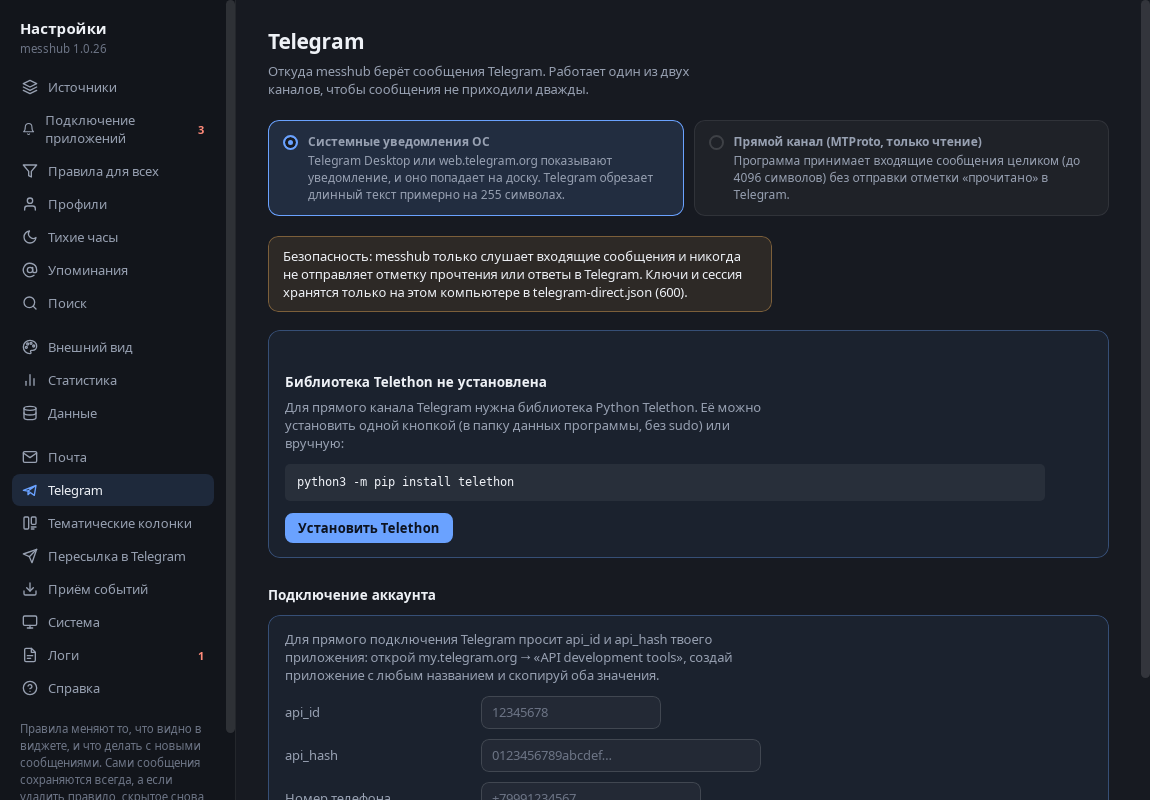 Настройки
messhub 1.0.26
Источники
Подключение
приложений
3
Правила для всех
Профили
Тихие часы
Упоминания
Поиск
Внешний вид
Статистика
Данные
Почта
Telegram
Тематические колонки
Пересылка в Telegram
Приём событий
Система
Логи
1
Справка
Правила меняют то, что видно в
виджете, и что делать с новыми
сообщениями. Сами сообщения
сохраняются всегда, а если
удалить правило, скрытое снова
Telegram
Откуда messhub берёт сообщения Telegram. Работает один из двух
каналов, чтобы сообщения не приходили дважды.
Системные уведомления ОС
Telegram Desktop или web.telegram.org показывают
уведомление, и оно попадает на доску. Telegram обрезает
длинный текст примерно на 255 символах.
Прямой канал (MTProto, только чтение)
Программа принимает входящие сообщения целиком (до
4096 символов) без отправки отметки «прочитано» в
Telegram.
Безопасность: messhub только слушает входящие сообщения и никогда
не отправляет отметку прочтения или ответы в Telegram. Ключи и сессия
хранятся только на этом компьютере в telegram-direct.json (600).
Библиотека Telethon не установлена
Для прямого канала Telegram нужна библиотека Python Telethon. Её можно
установить одной кнопкой (в папку данных программы, без sudo) или
вручную:
python3 -m pip install telethon
Установить Telethon
Подключение аккаунта
Для прямого подключения Telegram просит api_id и api_hash твоего
приложения: открой my.telegram.org → «API development tools», создай
приложение с любым названием и скопируй оба значения.
api_id
12345678
api_hash
0123456789abcdef...
Номер телефона
+79991234567